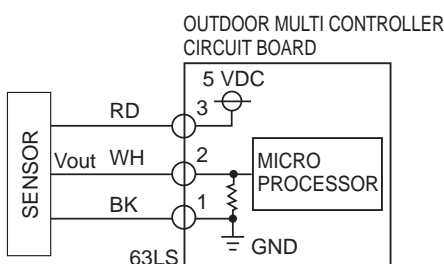 OUTDOOR MULTI CONTROLLER
CIRCUIT BOARD
5 VDC
SENSOR
RD
3
Vout WH
2
MICRO
PROCESSOR
BK
1
GND
63LS